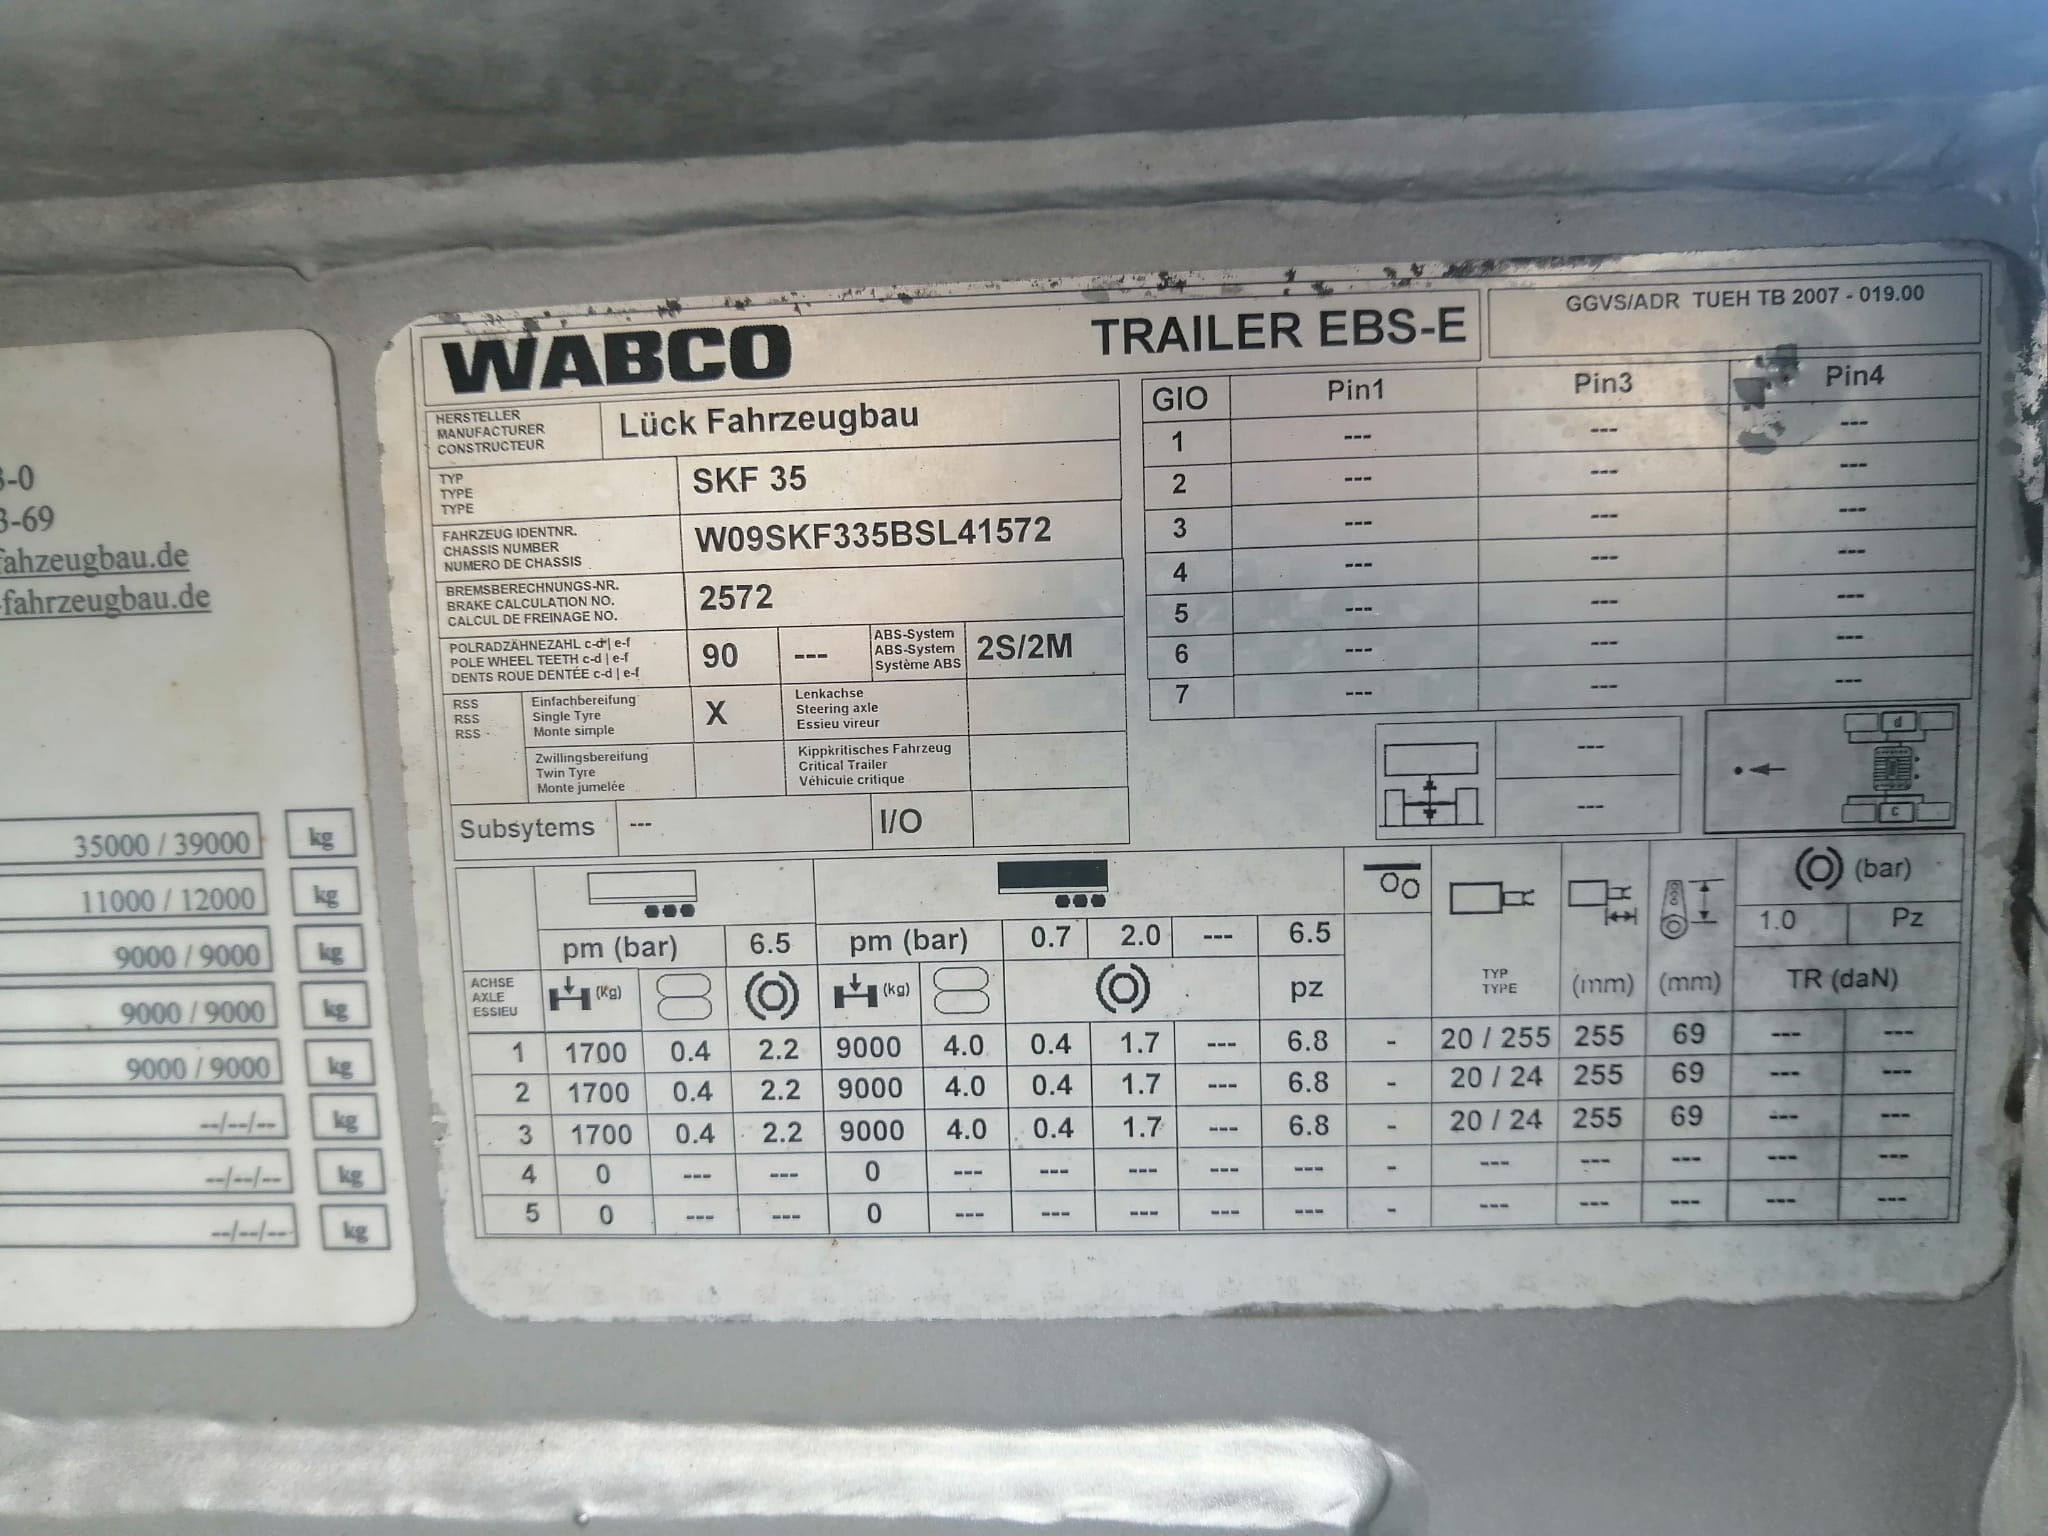 3-0
3-69
fahzeugbau.de
-fahrzeugbau.de
35000 / 39000 kg
11000 / 12000 kg
9000 / 9000 kg
9000 / 9000 kg
9000 / 9000 kg
--/--/-- kg
--/--/-- kg
--/--/-- kg
WABCO TRAILER EBS-E
GGVS/ADR TUEH TB 2007 - 019.00
HERSTELLER
MANUFACTURER
CONSTRUCTEUR
Lück Fahrzeugbau
TYP
TYPE
TYPE
SKF 35
FAHRZEUG IDENTNR.
CHASSIS NUMBER
NUMERO DE CHASSIS
W09SKF335BSL41572
BREMSBERECHNUNGS-NR.
BRAKE CALCULATION NO.
CALCUL DE FREINAGE NO.
2572
POLRADZÄHNEZAHL c-d | e-f
POLE WHEEL TEETH c-d | e-f
DENTS ROUE DENTÉE c-d | e-f
90 ---
ABS-System
ABS-System
Système ABS
2S/2M
RSS
RSS
RSS
Einfachbereifung
Single Tyre
Monte simple
X
Lenkachse
Steering axle
Essieu vireur
Zwillingsbereifung
Twin Tyre
Monte jumelée
Kippkritisches Fahrzeug
Critical Trailer
Véhicule critique
Subsytems --- I/O
GIO Pin1 Pin3 Pin4
1 --- --- ---
2 --- --- ---
3 --- --- ---
4 --- --- ---
5 --- --- ---
6 --- --- ---
7 --- --- ---
---
---
d
c
pm (bar) 6.5 pm (bar) 0.7 2.0 --- 6.5
(bar)
1.0 Pz
ACHSE
AXLE
ESSIEU
(kg) (kg) pz
TYP
TYPE
(mm) (mm) TR (daN)
1 1700 0.4 2.2 9000 4.0 0.4 1.7 --- 6.8 - 20 / 255 255 69 --- ---
2 1700 0.4 2.2 9000 4.0 0.4 1.7 --- 6.8 - 20 / 24 255 69 --- ---
3 1700 0.4 2.2 9000 4.0 0.4 1.7 --- 6.8 - 20 / 24 255 69 --- ---
4 0 --- --- 0 --- --- --- --- --- - --- --- --- --- ---
5 0 --- --- 0 --- --- --- --- --- - --- --- --- --- ---